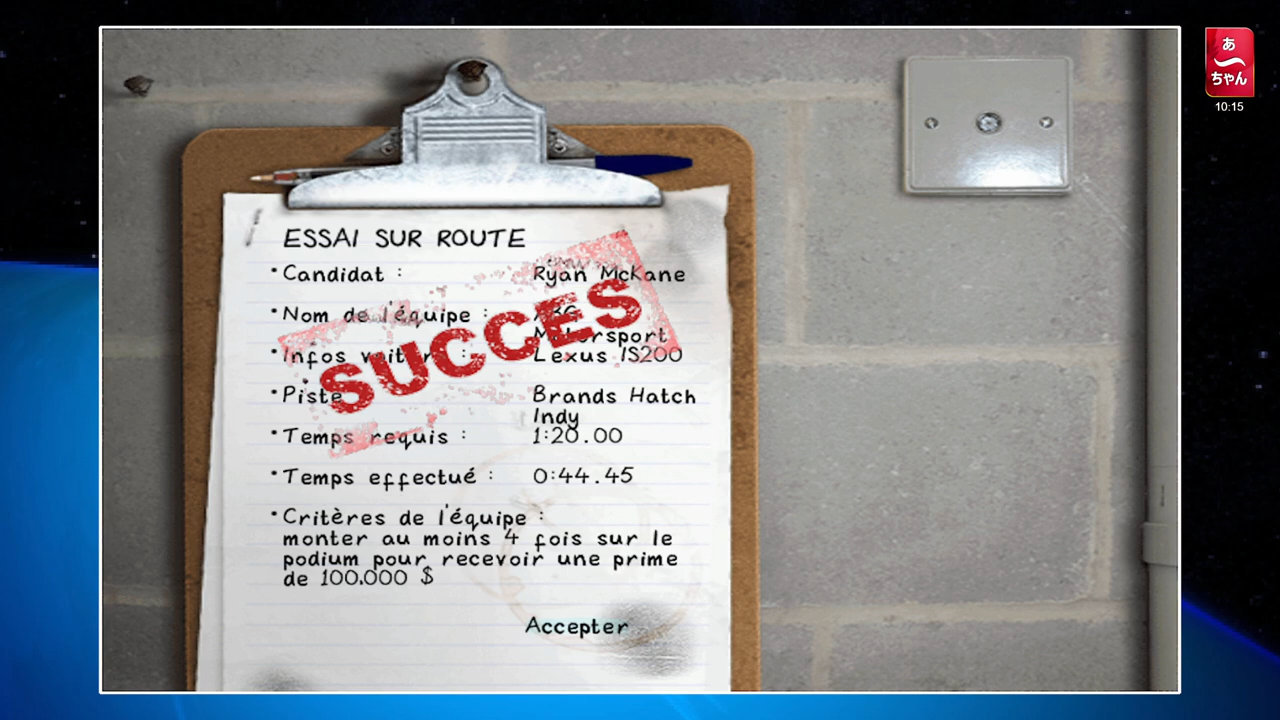 あ
ー
ちゃん
10:15
ESSAI SUR ROUTE
Candidat : Ryan McKane
Nom de l'équipe :
Motorsport
Infos voiture : Lexus IS200
SUCCES
Piste Brands Hatch
Indy
Temps requis : 1:20.00
Temps effectué : 0:44.45
Critères de l'équipe :
monter au moins 4 fois sur le
podium pour recevoir une prime
de 100.000 $
Accepter